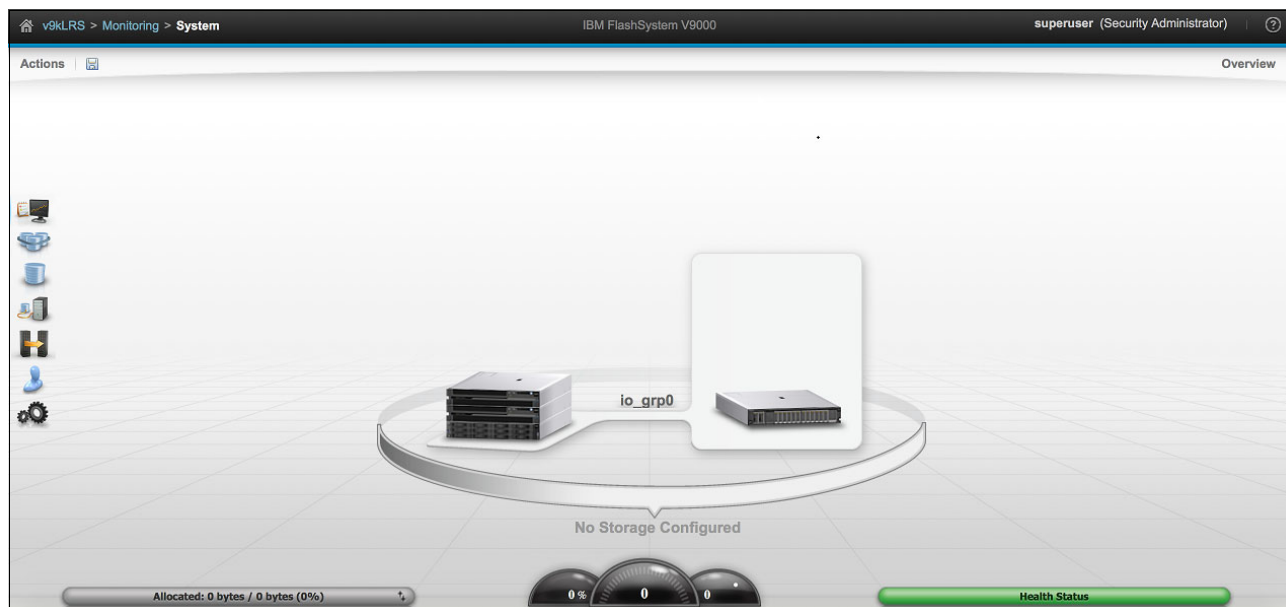 v9kLRS > Monitoring > System
IBM FlashSystem V9000
superuser (Security Administrator)
?
Actions
Overview
io_grp0
No Storage Configured
Allocated: 0 bytes / 0 bytes (0%)
0 %
0
0
Health Status